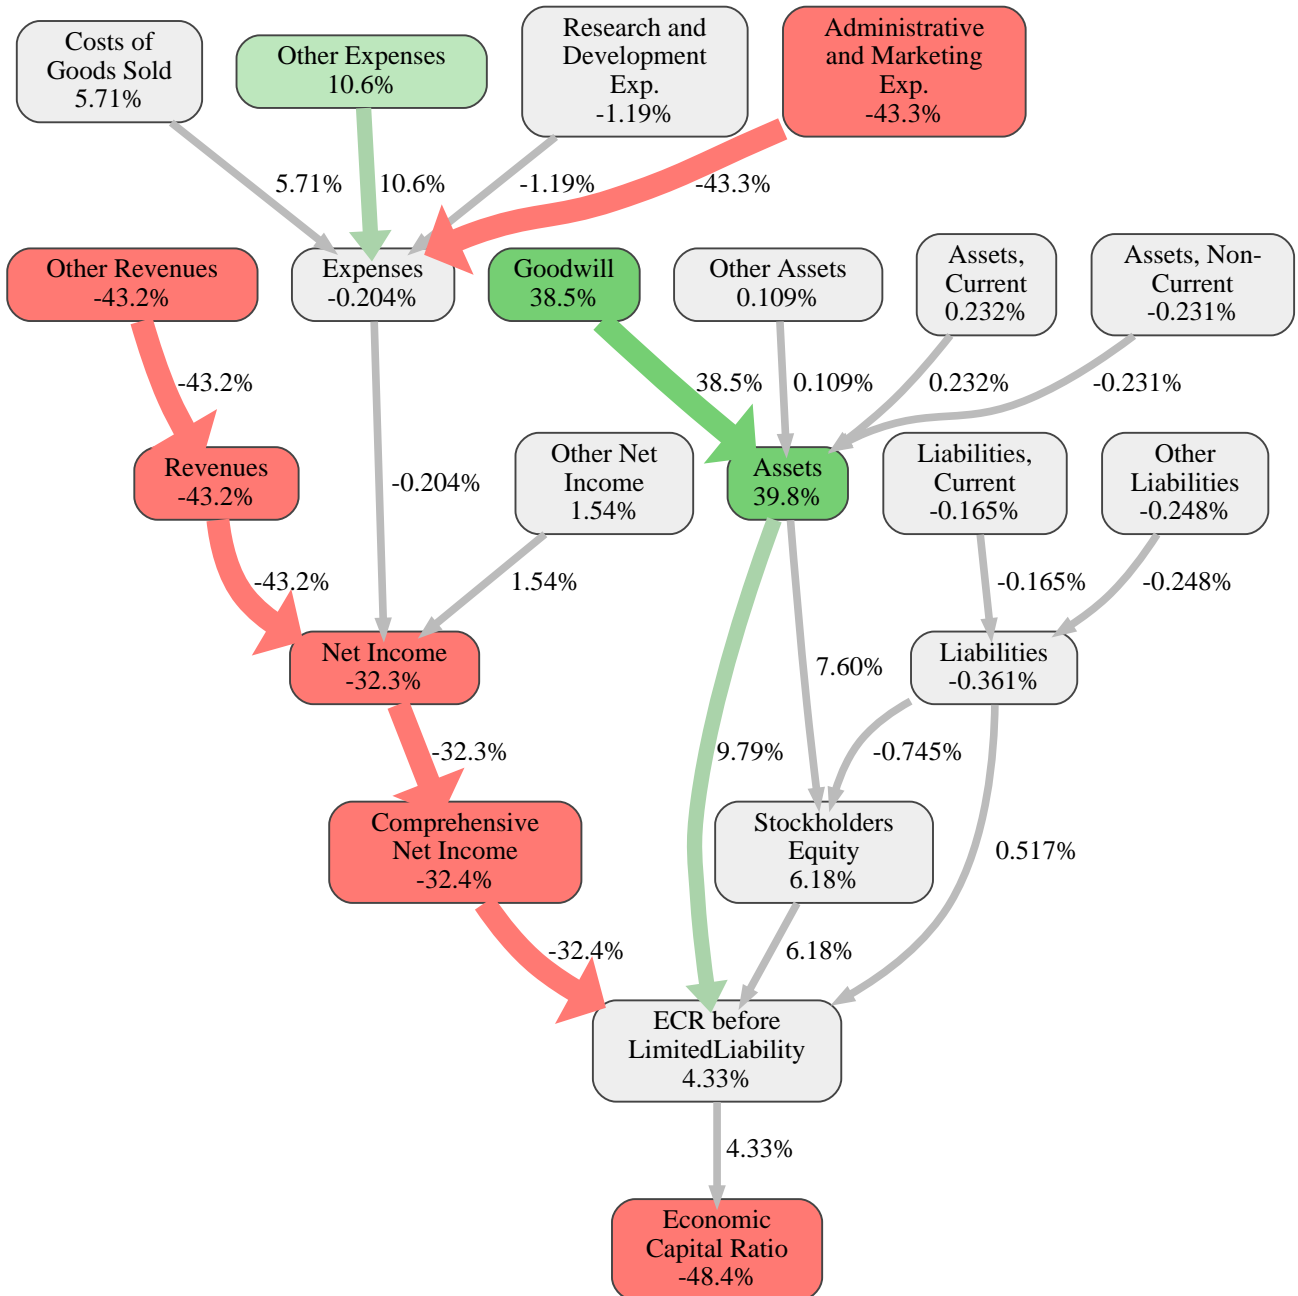 Costs of
Goods Sold
5.71%
Other Expenses
10.6%
Research and
Development
Exp.
-1.19%
Administrative
and Marketing
Exp.
-43.3%
5.71%
10.6%
-1.19%
-43.3%
Other Revenues
-43.2%
Expenses
-0.204%
Goodwill
38.5%
Other Assets
0.109%
Assets,
Current
0.232%
Assets, Non-
Current
-0.231%
-43.2%
38.5%
0.109%
0.232%
-0.231%
Revenues
-43.2%
-0.204%
Other Net
Income
1.54%
Assets
39.8%
Liabilities,
Current
-0.165%
Other
Liabilities
-0.248%
-43.2%
1.54%
-0.165%
-0.248%
Net Income
-32.3%
7.60%
Liabilities
-0.361%
-32.3%
9.79%
-0.745%
Comprehensive
Net Income
-32.4%
Stockholders
Equity
6.18%
0.517%
-32.4%
6.18%
ECR before
LimitedLiability
4.33%
4.33%
Economic
Capital Ratio
-48.4%